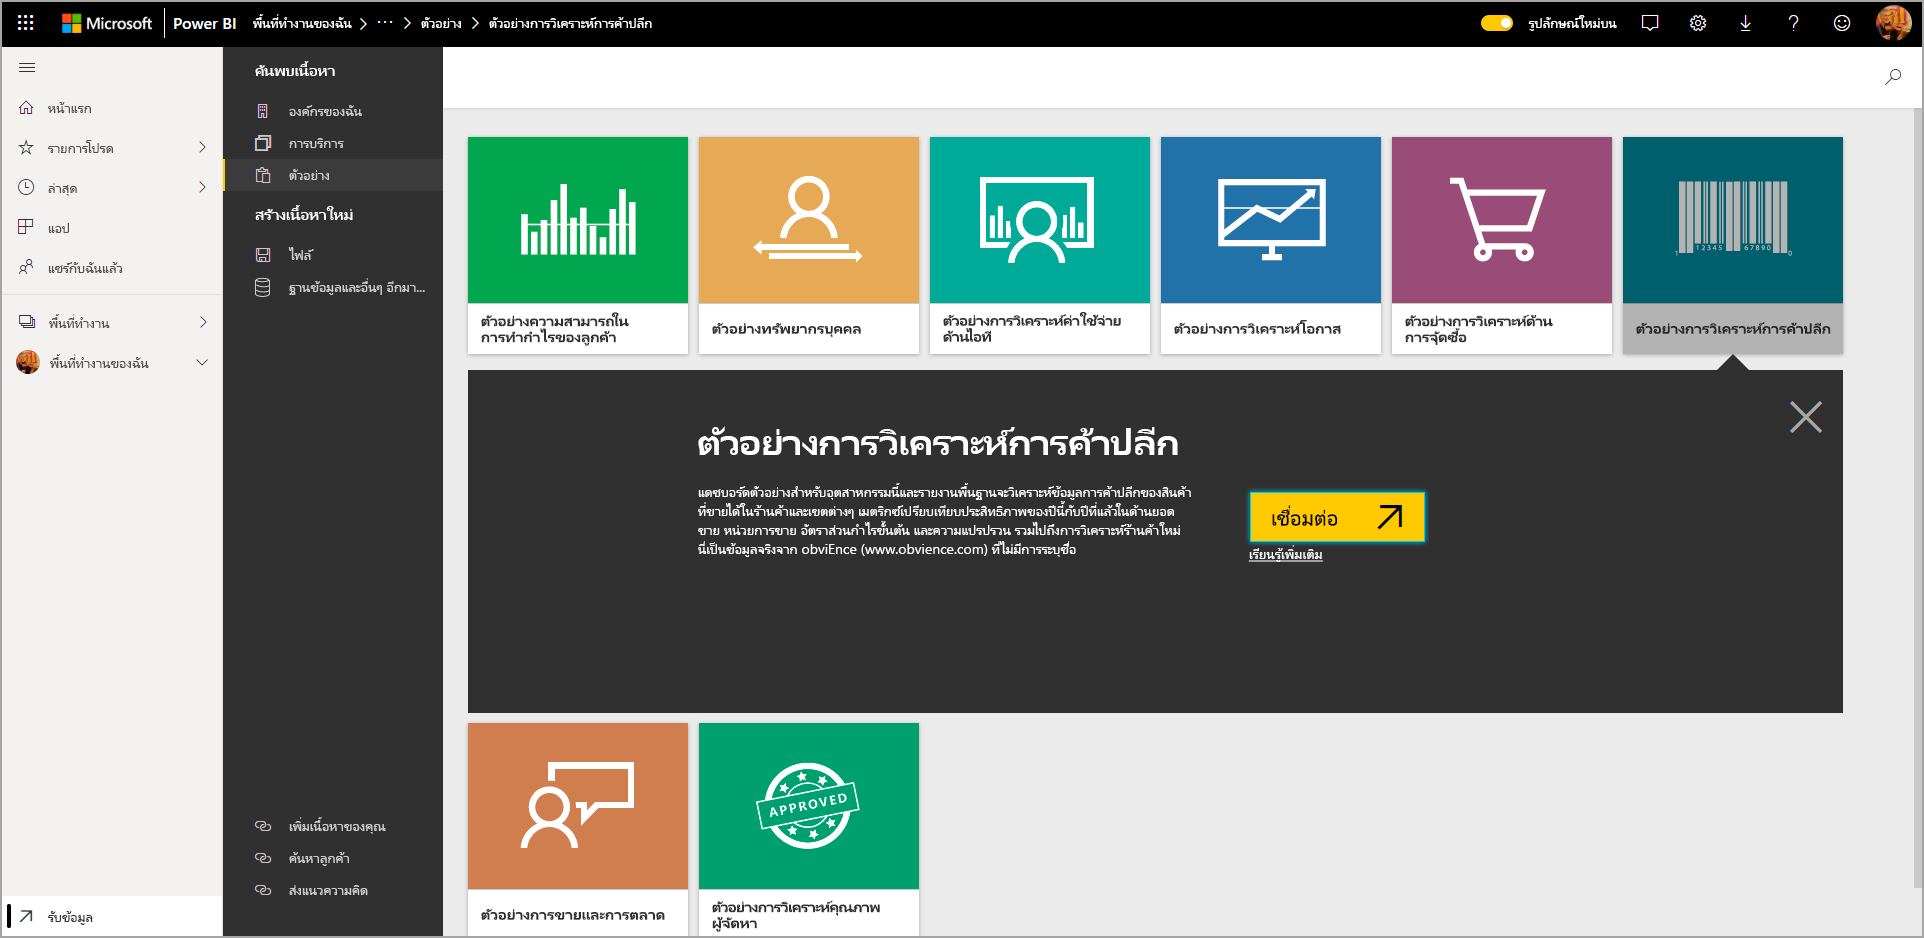 Microsoft
Power BI
พื้นที่ทำงานของฉัน > ··· > ตัวอย่าง > ตัวอย่างการวิเคราะห์การค้าปลีก
รูปลักษณ์ใหม่บน
หน้าแรก
รายการโปรด
ล่าสุด
แอป
แชร์กับฉันแล้ว
พื้นที่ทำงาน
พื้นที่ทำงานของฉัน
รับข้อมูล
ค้นพบเนื้อหา
องค์กรของฉัน
การบริการ
ตัวอย่าง
สร้างเนื้อหาใหม่
ไฟล์
ฐานข้อมูลและอื่นๆ อีกมา...
เพิ่มเนื้อหาของคุณ
ค้นหาลูกค้า
ส่งแนวความคิด
ตัวอย่างความสามารถใน
การทำกำไรของลูกค้า
ตัวอย่างทรัพยากรบุคคล
ตัวอย่างการวิเคราะห์ค่าใช้จ่าย
ด้านไอที
ตัวอย่างการวิเคราะห์โอกาส
ตัวอย่างการวิเคราะห์ด้าน
การจัดซื้อ
1 12345 67890 0
ตัวอย่างการวิเคราะห์การค้าปลีก
ตัวอย่างการวิเคราะห์การค้าปลีก
แดชบอร์ดตัวอย่างสำหรับอุตสาหกรรมนี้และรายงานพื้นฐานจะวิเคราะห์ข้อมูลการค้าปลีกของสินค้า
ที่ขายได้ในร้านค้าและเขตต่างๆ เมตริกซ์เปรียบเทียบประสิทธิภาพของปีนี้กับปีที่แล้วในด้านยอด
ขาย หน่วยการขาย อัตราส่วนกำไรขั้นต้น และความแปรปรวน รวมไปถึงการวิเคราะห์ร้านค้าใหม่
นี่เป็นข้อมูลจริงจาก obviEnce (www.obvience.com) ที่ไม่มีการระบุชื่อ
เชื่อมต่อ
เรียนรู้เพิ่มเติม
ตัวอย่างการขายและการตลาด
APPROVED
ตัวอย่างการวิเคราะห์คุณภาพ
ผู้จัดหา